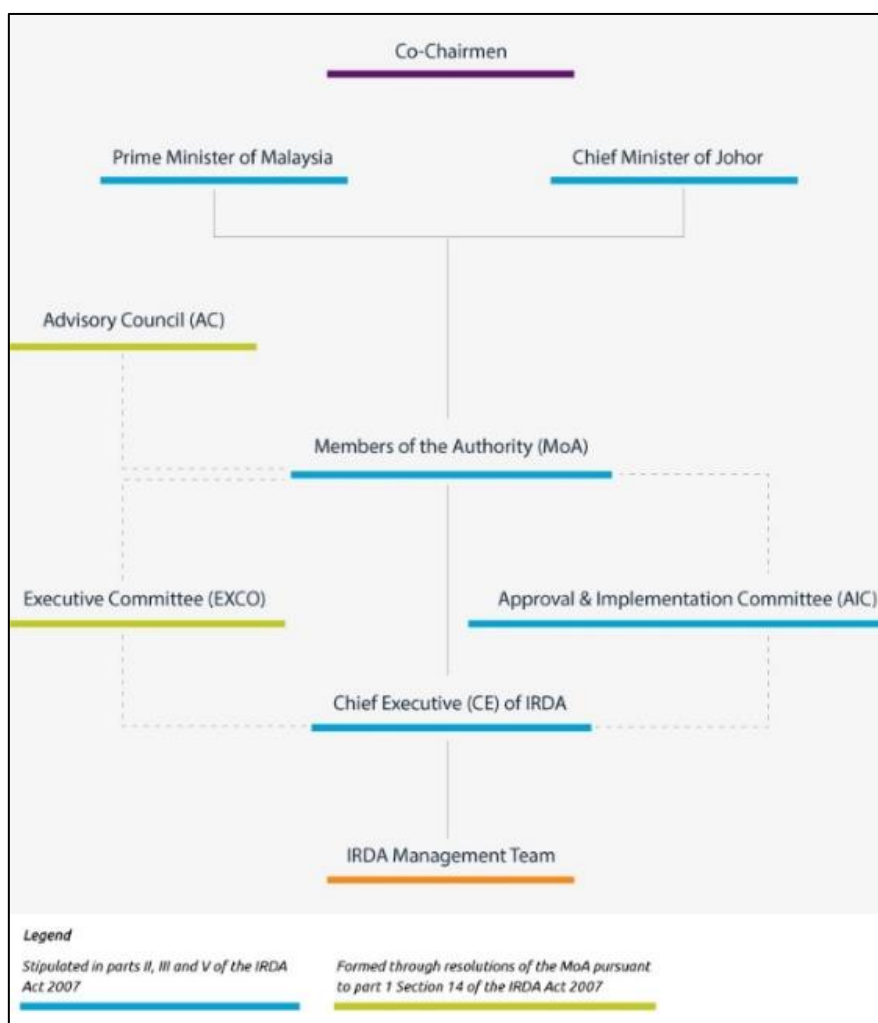 Co-Chairmen
Prime Minister of Malaysia
Chief Minister of Johor
Advisory Council (AC)
Members of the Authority (MoA)
Executive Committee (EXCO)
Approval & Implementation Committee (AIC)
Chief Executive (CE) of IRDA
IRDA Management Team
Legend
Stipulated in parts II, III and V of the IRDA
Act 2007
Formed through resolutions of the MoA pursuant
to part 1 Section 14 of the IRDA Act 2007